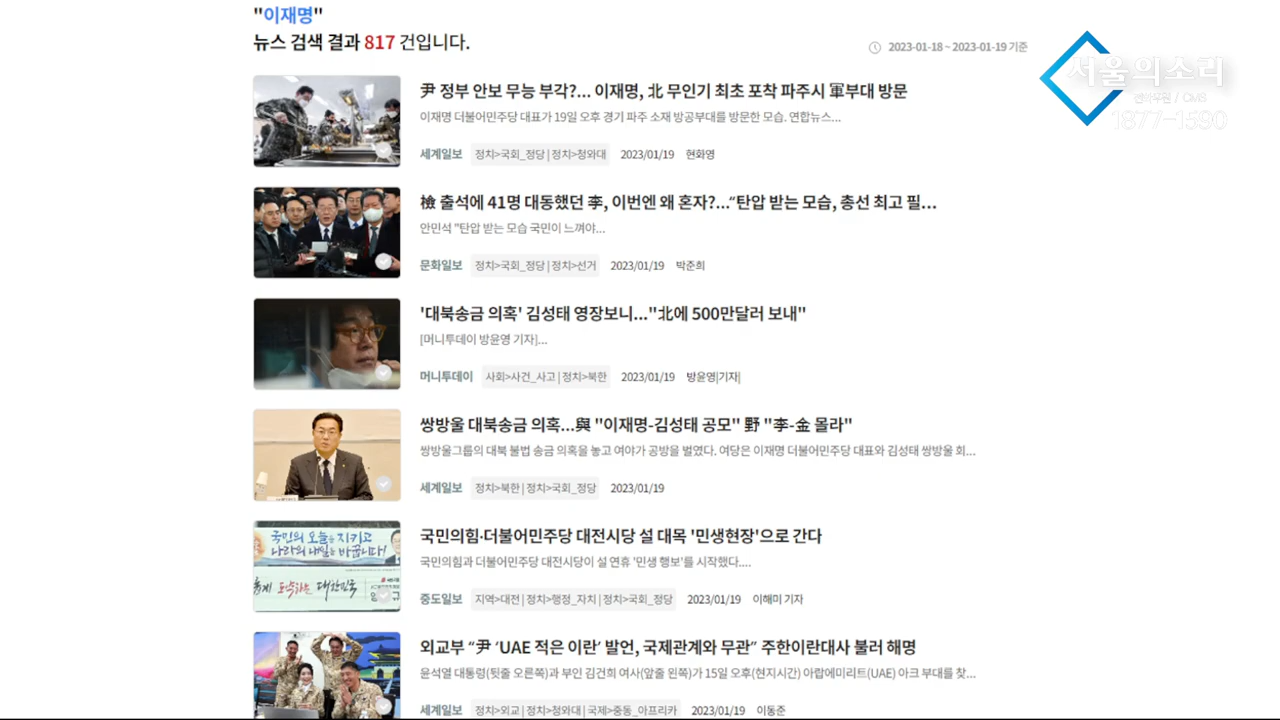 "이재명"
뉴스 검색 결과 817 건입니다.
2023-01-18 ~ 2023-01-19 기준
서울의소리
1877-1580
尹 정부 안보 무능 부각?... 이재명, 北 무인기 최초 포착 파주시 軍부대 방문
이재명 더불어민주당 대표가 19일 오후 경기 파주 소재 방공부대를 방문한 모습. 연합뉴스...
세계일보 정치>국회_정당 | 정치>청와대 2023/01/19 현화영
檢 출석에 41명 대동했던 李, 이번엔 왜 혼자?...“탄압 받는 모습, 총선 최고 필...
안민석 "탄압 받는 모습 국민이 느껴야...
문화일보 정치>국회_정당 | 정치>선거 2023/01/19 박준희
'대북송금 의혹' 김성태 영장보니..."北에 500만달러 보내"
[머니투데이 방윤영 기자]...
머니투데이 사회>사건_사고 | 정치>북한 2023/01/19 방윤영|기자|
쌍방울 대북송금 의혹...與 "이재명-김성태 공모" 野 "李-金 몰라"
쌍방울그룹의 대북 불법 송금 의혹을 놓고 여야가 공방을 벌였다. 여당은 이재명 더불어민주당 대표와 김성태 쌍방울 회...
세계일보 정치>북한 | 정치>국회_정당 2023/01/19
국민의 오늘을 지키고
나라의 내일을 바꿉니다!
대한민국
국민의힘·더불어민주당 대전시당 설 대목 '민생현장'으로 간다
국민의힘과 더불어민주당 대전시당이 설 연휴 '민생 행보'를 시작했다....
중도일보 지역>대전 | 정치>행정_자치 | 정치>국회_정당 2023/01/19 이해미 기자
외교부 “尹 ‘UAE 적은 이란’ 발언, 국제관계와 무관” 주한이란대사 불러 해명
윤석열 대통령(뒷줄 오른쪽)과 부인 김건희 여사(앞줄 왼쪽)가 15일 오후(현지시간) 아랍에미리트(UAE) 아크 부대를 찾...
세계일보 정치>외교 | 정치>청와대 | 국제>중동_아프리카 2023/01/19 이동준